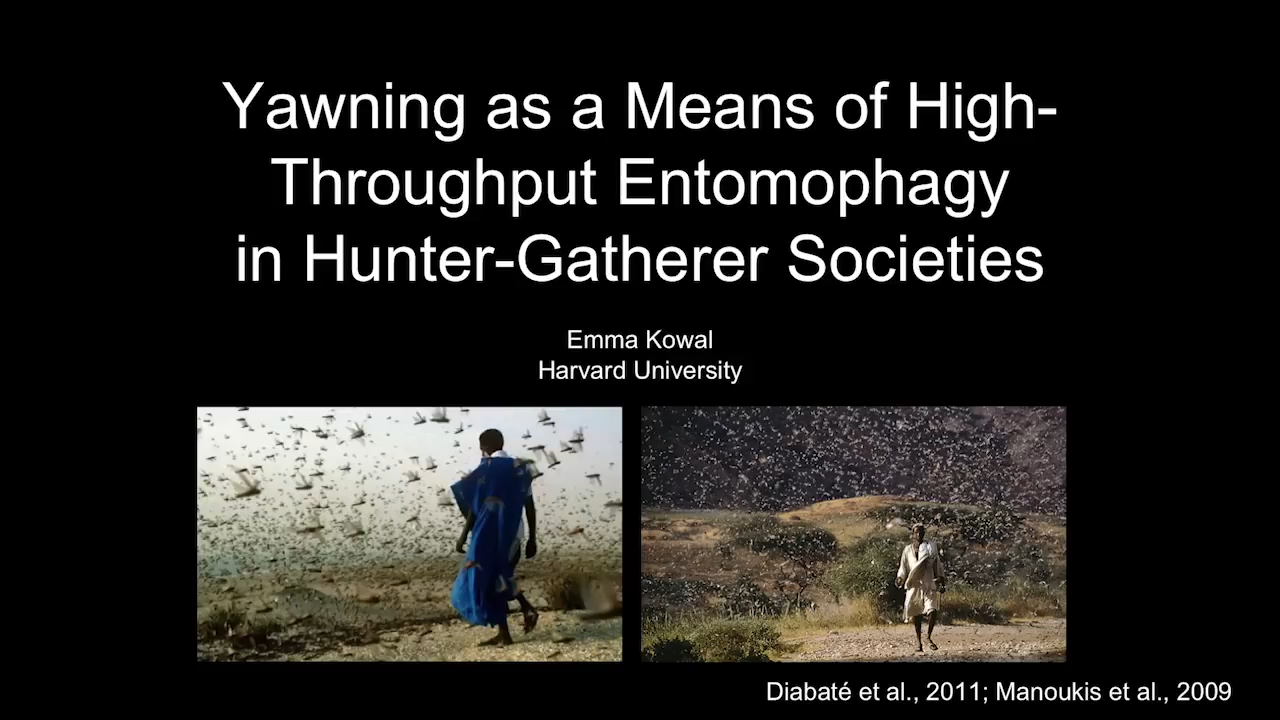 Yawning as a Means of High-
Throughput Entomophagy
in Hunter-Gatherer Societies
Emma Kowal
Harvard University
Diabaté et al., 2011; Manoukis et al., 2009